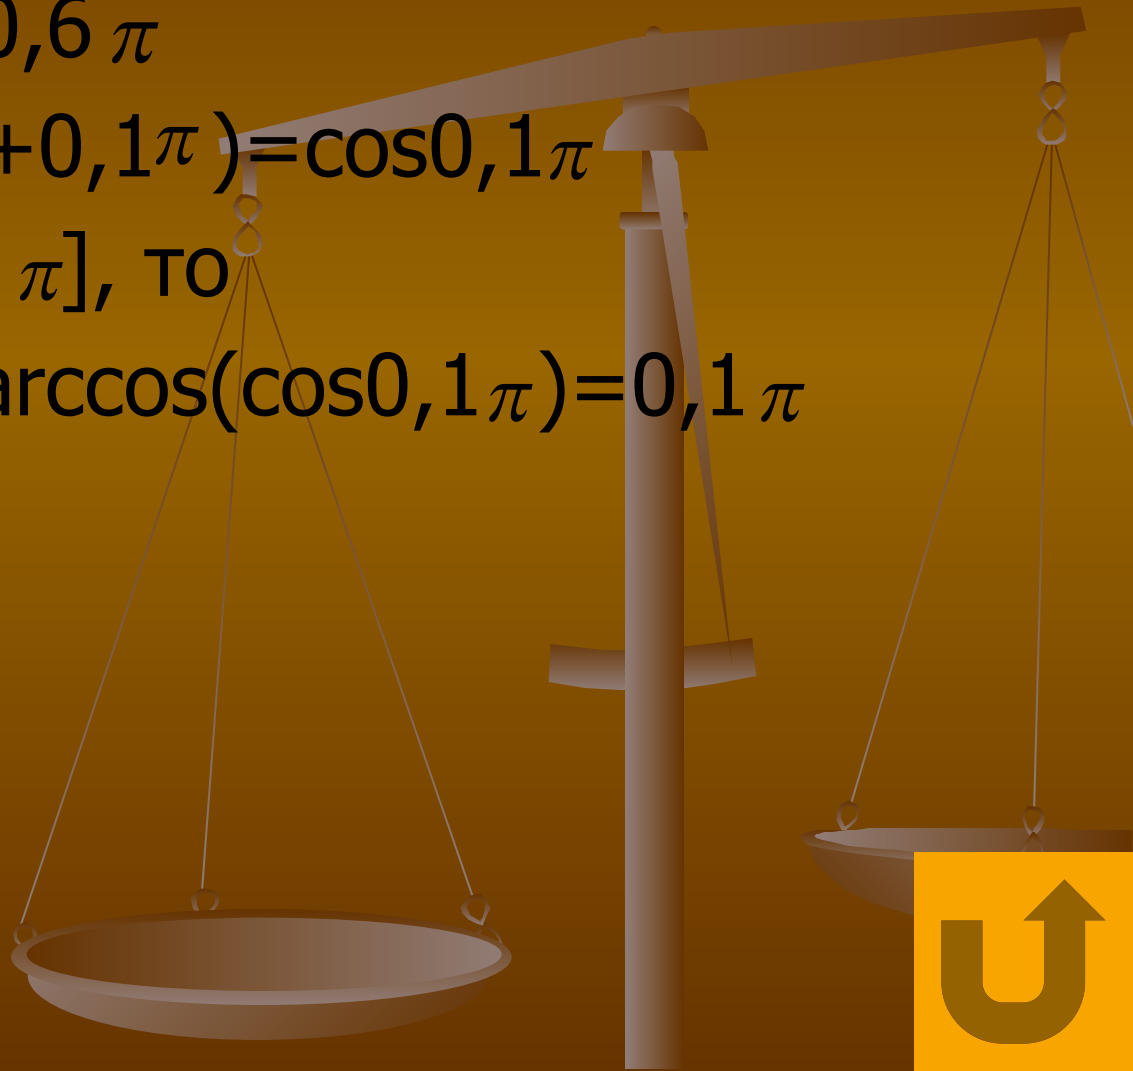 0,6 π
+0,1π )=cos0,1π
π], то
arccos(cos0,1π)=0,1π